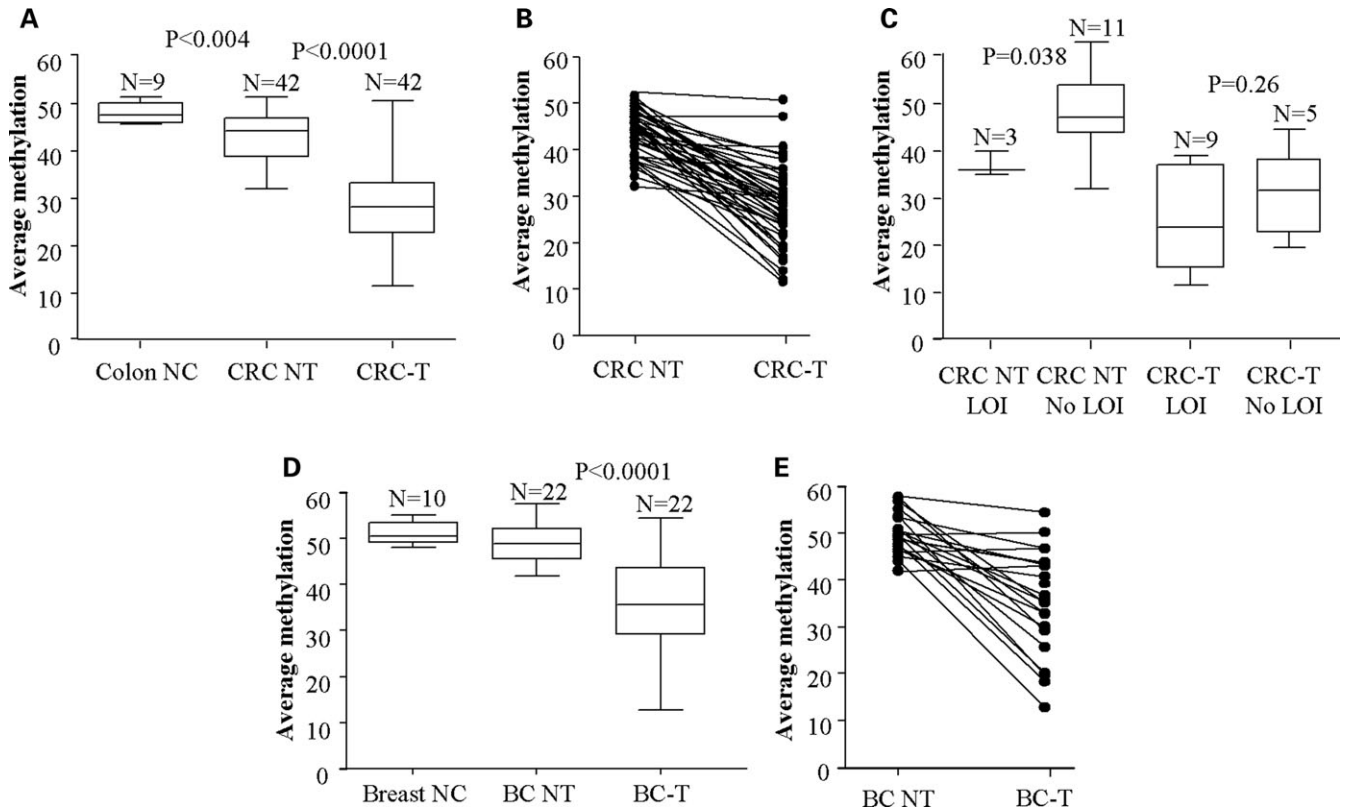 A
P<0.004
P<0.0001
N=9
N=42
N=42
Average methylation
60
50
40
30
20
10
0
Colon NC
CRC NT
CRC-T
B
Average methylation
60
50
40
30
20
10
0
CRC NT
CRC-T
C
N=11
P=0.038
P=0.26
N=3
N=9
N=5
Average methylation
60
50
40
30
20
10
0
CRC NT
LOI
CRC NT
No LOI
CRC-T
LOI
CRC-T
No LOI
D
P<0.0001
N=10
N=22
N=22
Average methylation
60
50
40
30
20
10
0
Breast NC
BC NT
BC-T
E
Average methylation
60
50
40
30
20
10
0
BC NT
BC-T